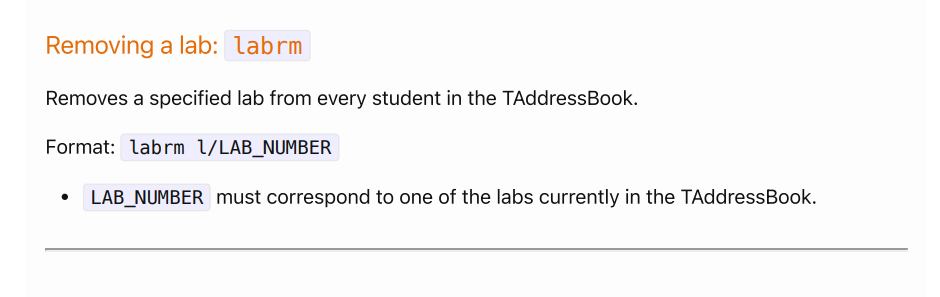 Removing a lab: labrm
Removes a specified lab from every student in the TAddressBook.
Format: labrm l/LAB_NUMBER
• LAB_NUMBER must correspond to one of the labs currently in the TAddressBook.